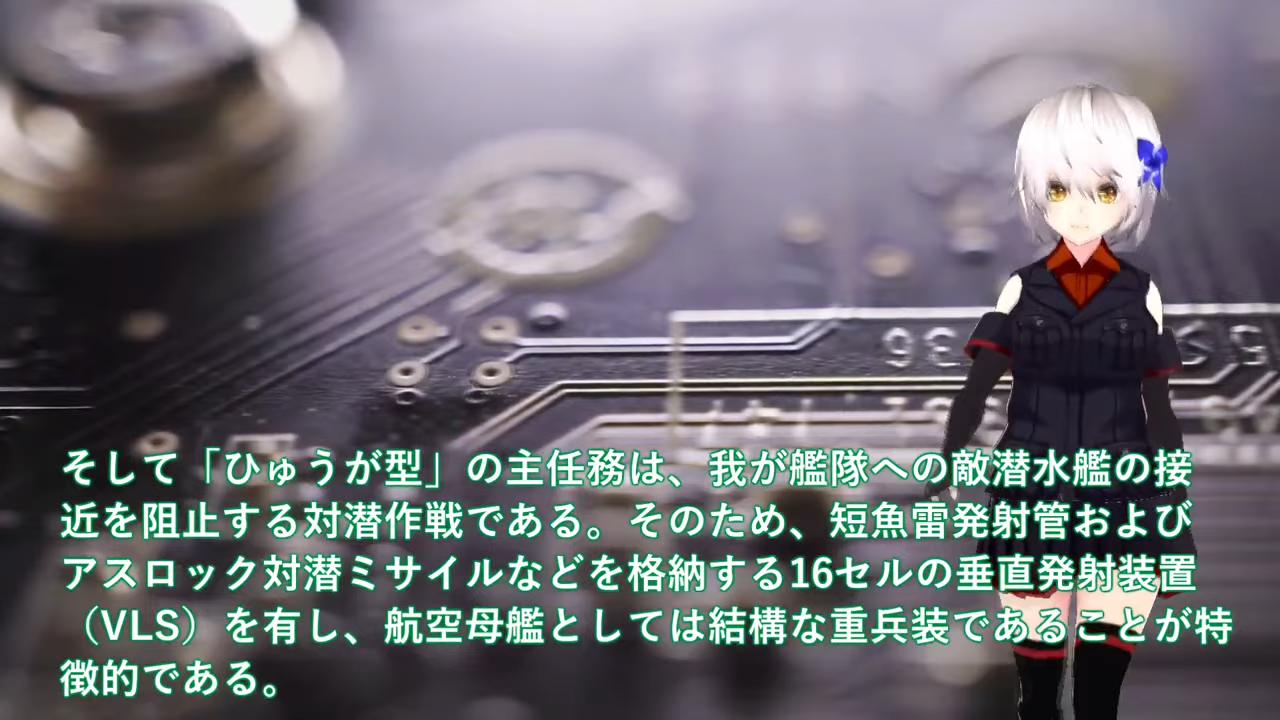 そして「ひゅうが型」の主任務は、我が艦隊への敵潜水艦の接
近を阻止する対潜作戦である。そのため、短魚雷発射管および
アスロック対潜ミサイルなどを格納する16セルの垂直発射装置
（VLS）を有し、航空母艦としては結構な重兵装であることが特
徴的である。